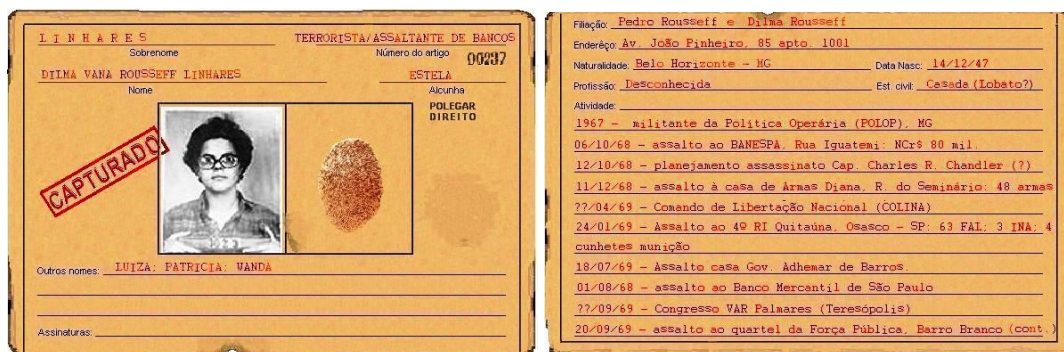 LINHARES TERRORISTA/ASSALTANTE DE BANCOS
Sobrenome Número do artigo 00297
DILMA VANA ROUSSEFF LINHARES ESTELA
Nome Alcunha
POLEGAR
DIREITO
CAPTURADO
1023
Outros nomes: LUIZA; PATRICIA; WANDA
Assinaturas:
Filiação: Pedro Rousseff e Dilma Rousseff
Enderêço: Av. João Pinheiro, 85 apto. 1001
Naturalidade: Belo Horizonte - MG Data Nasc: 14/12/47
Profissão: Desconhecida Est. civil: Casada (Lobato?)
Atividade:
1967 - militante da Política Operária (POLOP), MG
06/10/68 - assalto ao BANESPA, Rua Iguatemi: NCr$ 80 mil.
12/10/68 - planejamento assassinato Cap. Charles R. Chandler (?)
11/12/68 - assalto à casa de Armas Diana, R. do Seminário: 48 armas
??/04/69 - Comando de Libertação Nacional (COLINA)
24/01/69 - Assalto ao 4º RI Quitaúna, Osasco - SP: 63 FAL; 3 INA; 4
cunhetes munição
18/07/69 - Assalto casa Gov. Adhemar de Barros.
01/08/68 - assalto ao Banco Mercantil de São Paulo
??/09/69 - Congresso VAR Palmares (Teresópolis)
20/09/69 - assalto ao quartel da Força Pública, Barro Branco (cont.)